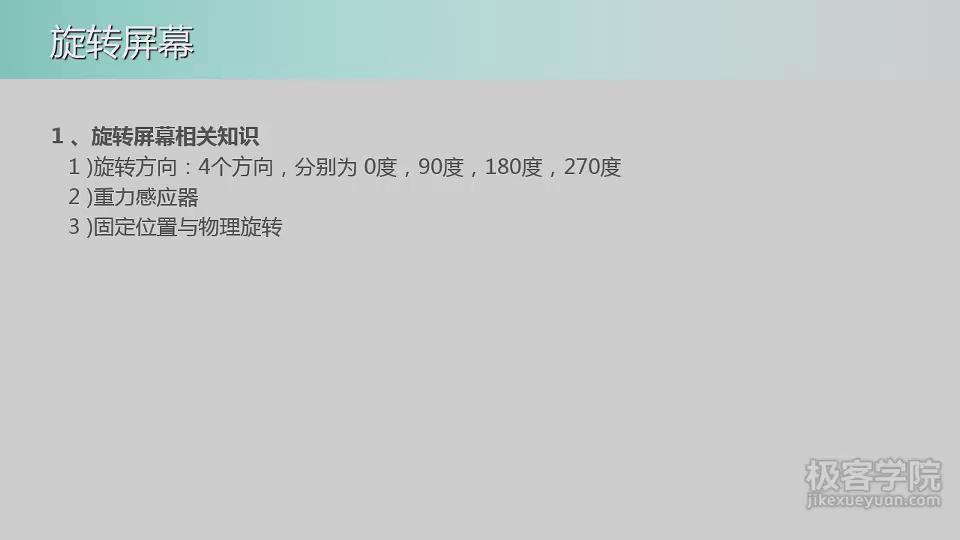 旋转屏幕
1、旋转屏幕相关知识
1)旋转方向：4个方向，分别为 0度，90度，180度，270度
2)重力感应器
3)固定位置与物理旋转
极客学院
jikexueyuan.com